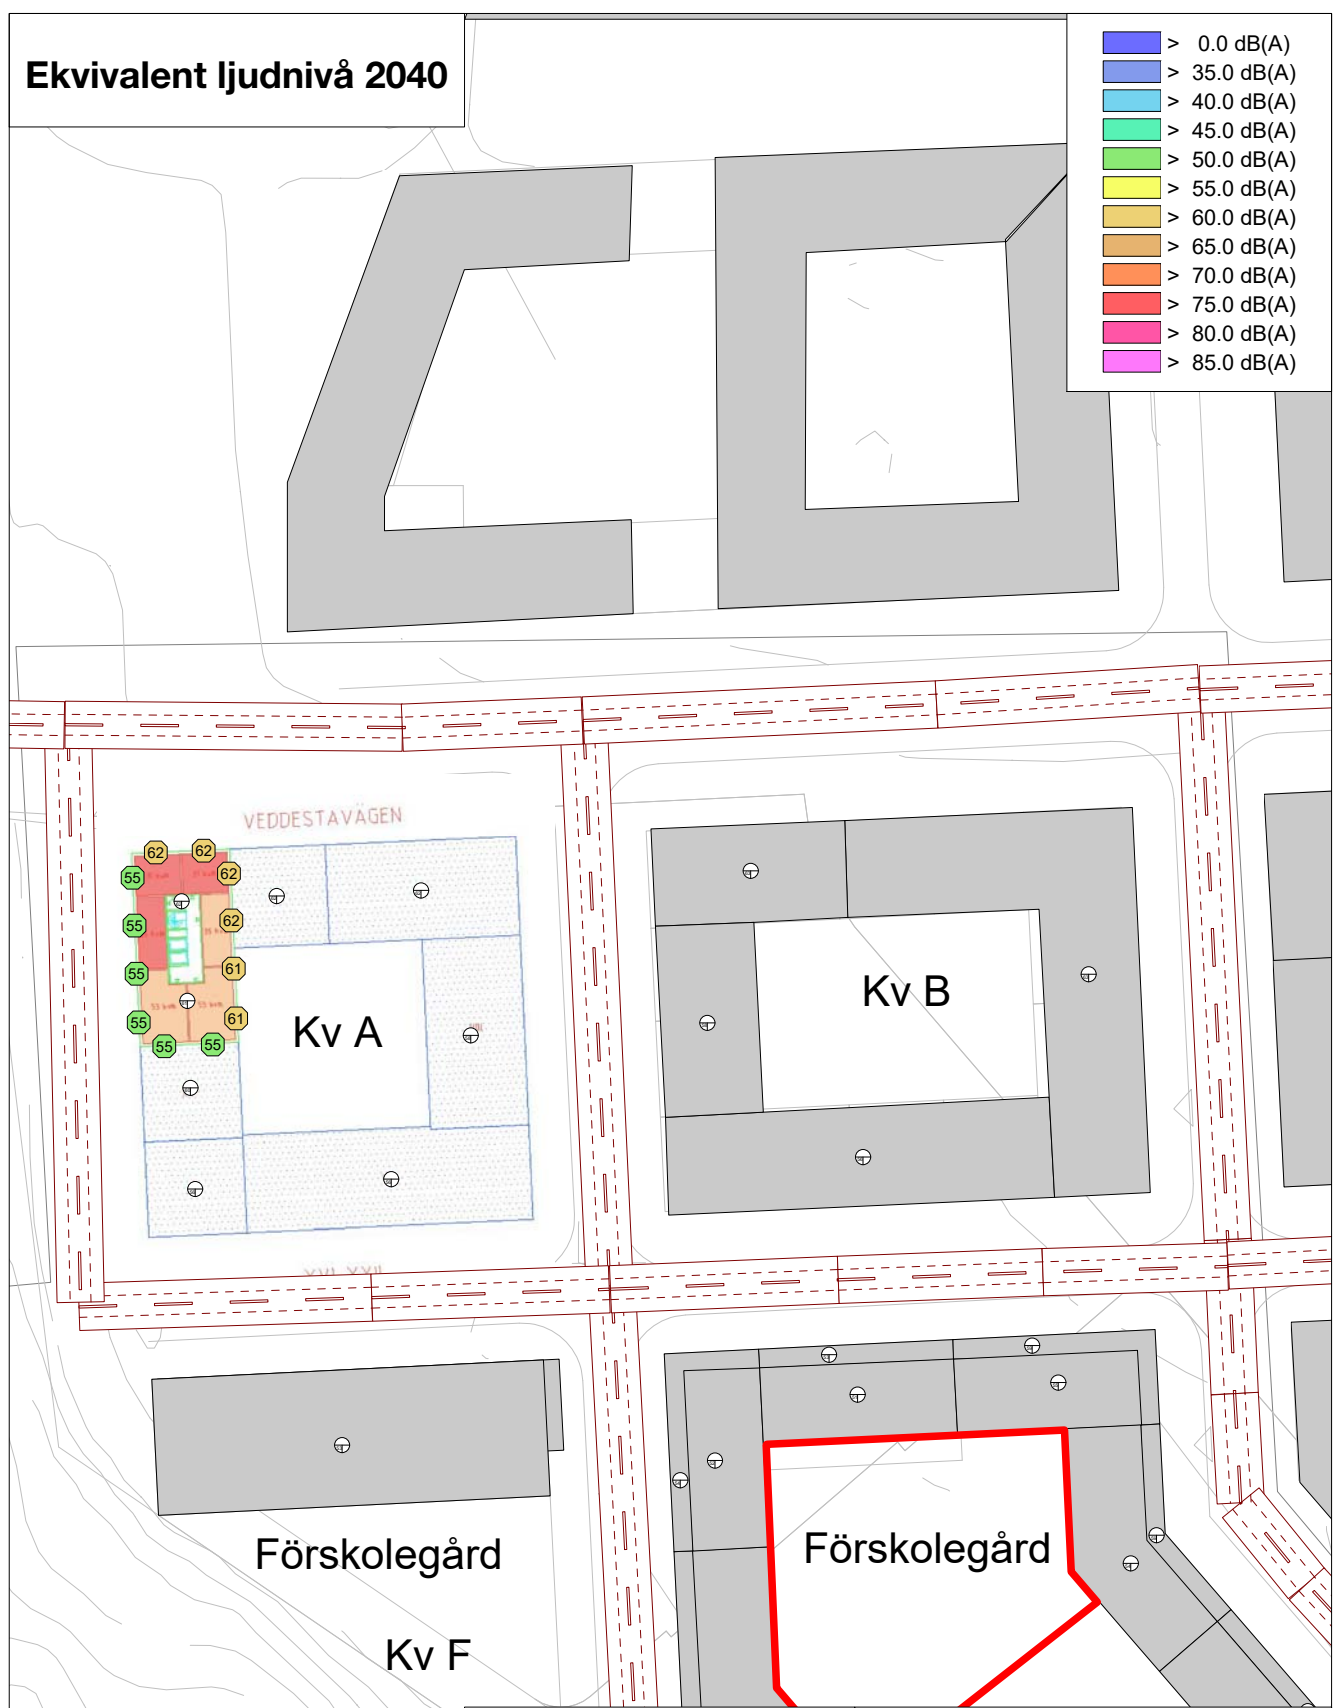 Ekvivalent ljudnivå 2040
> 0.0 dB(A)
> 35.0 dB(A)
> 40.0 dB(A)
> 45.0 dB(A)
> 50.0 dB(A)
> 55.0 dB(A)
> 60.0 dB(A)
> 65.0 dB(A)
> 70.0 dB(A)
> 75.0 dB(A)
> 80.0 dB(A)
> 85.0 dB(A)
VEDDESTAVÄGEN
62 62
55 62
55 62
55 61
55 61
55 55
Kv A
Kv B
Förskolegård
Förskolegård
Kv F